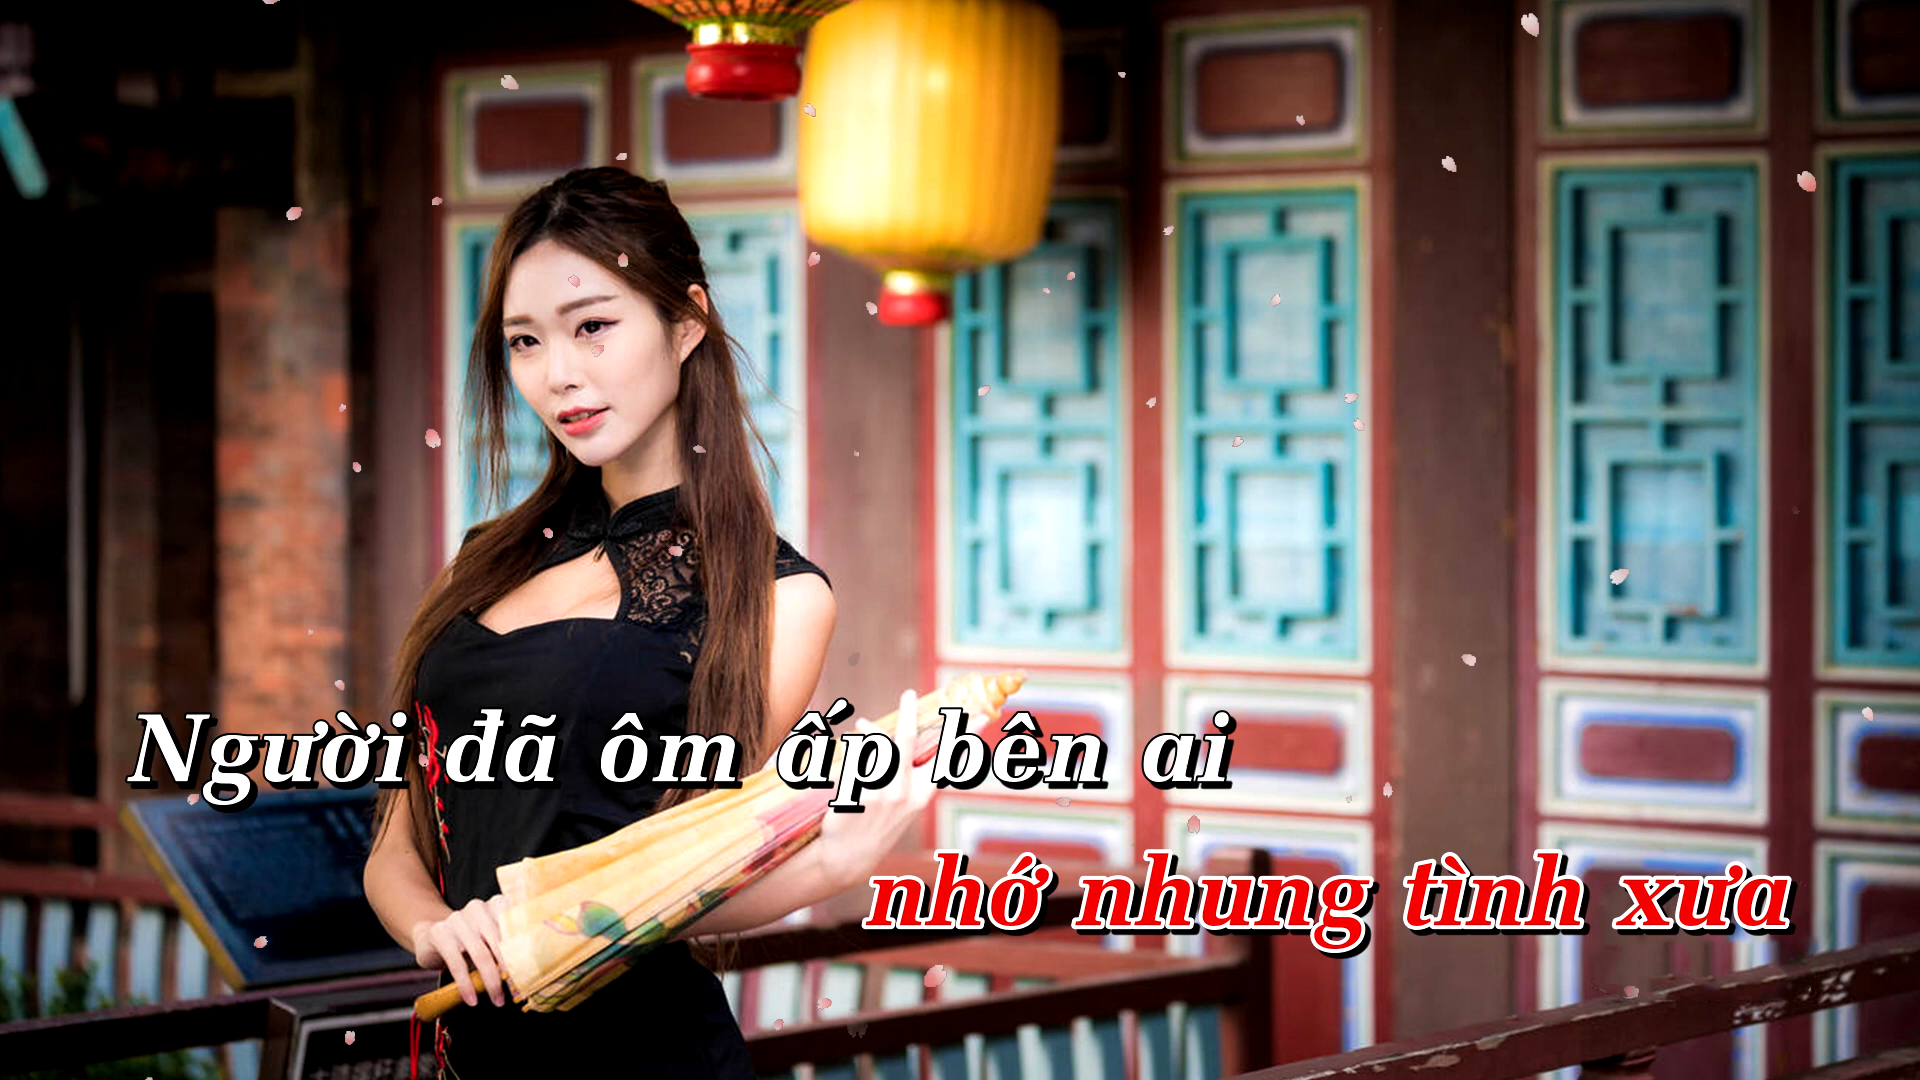 Người đã ôm ấp bên ai
nhớ nhung tình xưa